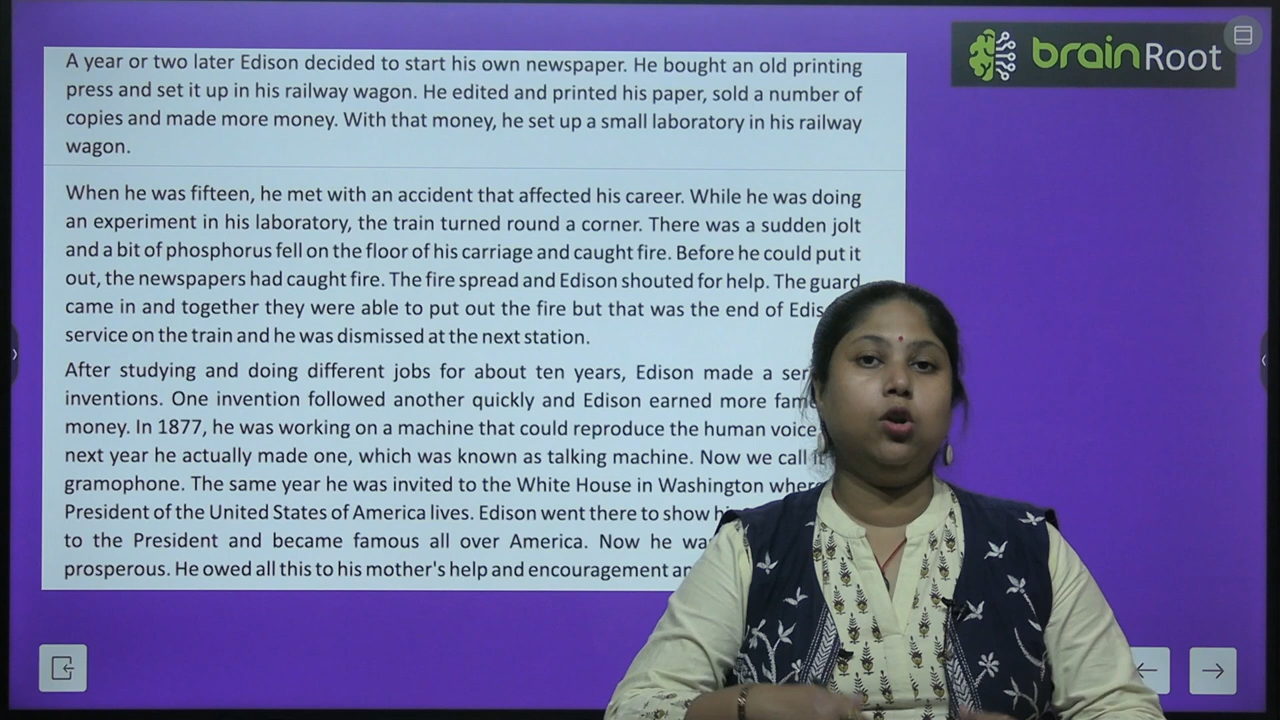 brainRoot
A year or two later Edison decided to start his own newspaper. He bought an old printing
press and set it up in his railway wagon. He edited and printed his paper, sold a number of
copies and made more money. With that money, he set up a small laboratory in his railway
wagon.
When he was fifteen, he met with an accident that affected his career. While he was doing
an experiment in his laboratory, the train turned round a corner. There was a sudden jolt
and a bit of phosphorus fell on the floor of his carriage and caught fire. Before he could put it
out, the newspapers had caught fire. The fire spread and Edison shouted for help. The guard
came in and together they were able to put out the fire but that was the end of
service on the train and he was dismissed at the next station.
After studying and doing different jobs for about ten years, Edison made a
inventions. One invention followed another quickly and Edison earned more
money. In 1877, he was working on a machine that could reproduce the human voice
next year he actually made one, which was known as talking machine. Now we call
gramophone. The same year he was invited to the White House in Washington
President of the United States of America lives. Edison went there to show
to the President and became famous all over America. Now he
prosperous. He owed all this to his mother's help and encouragement